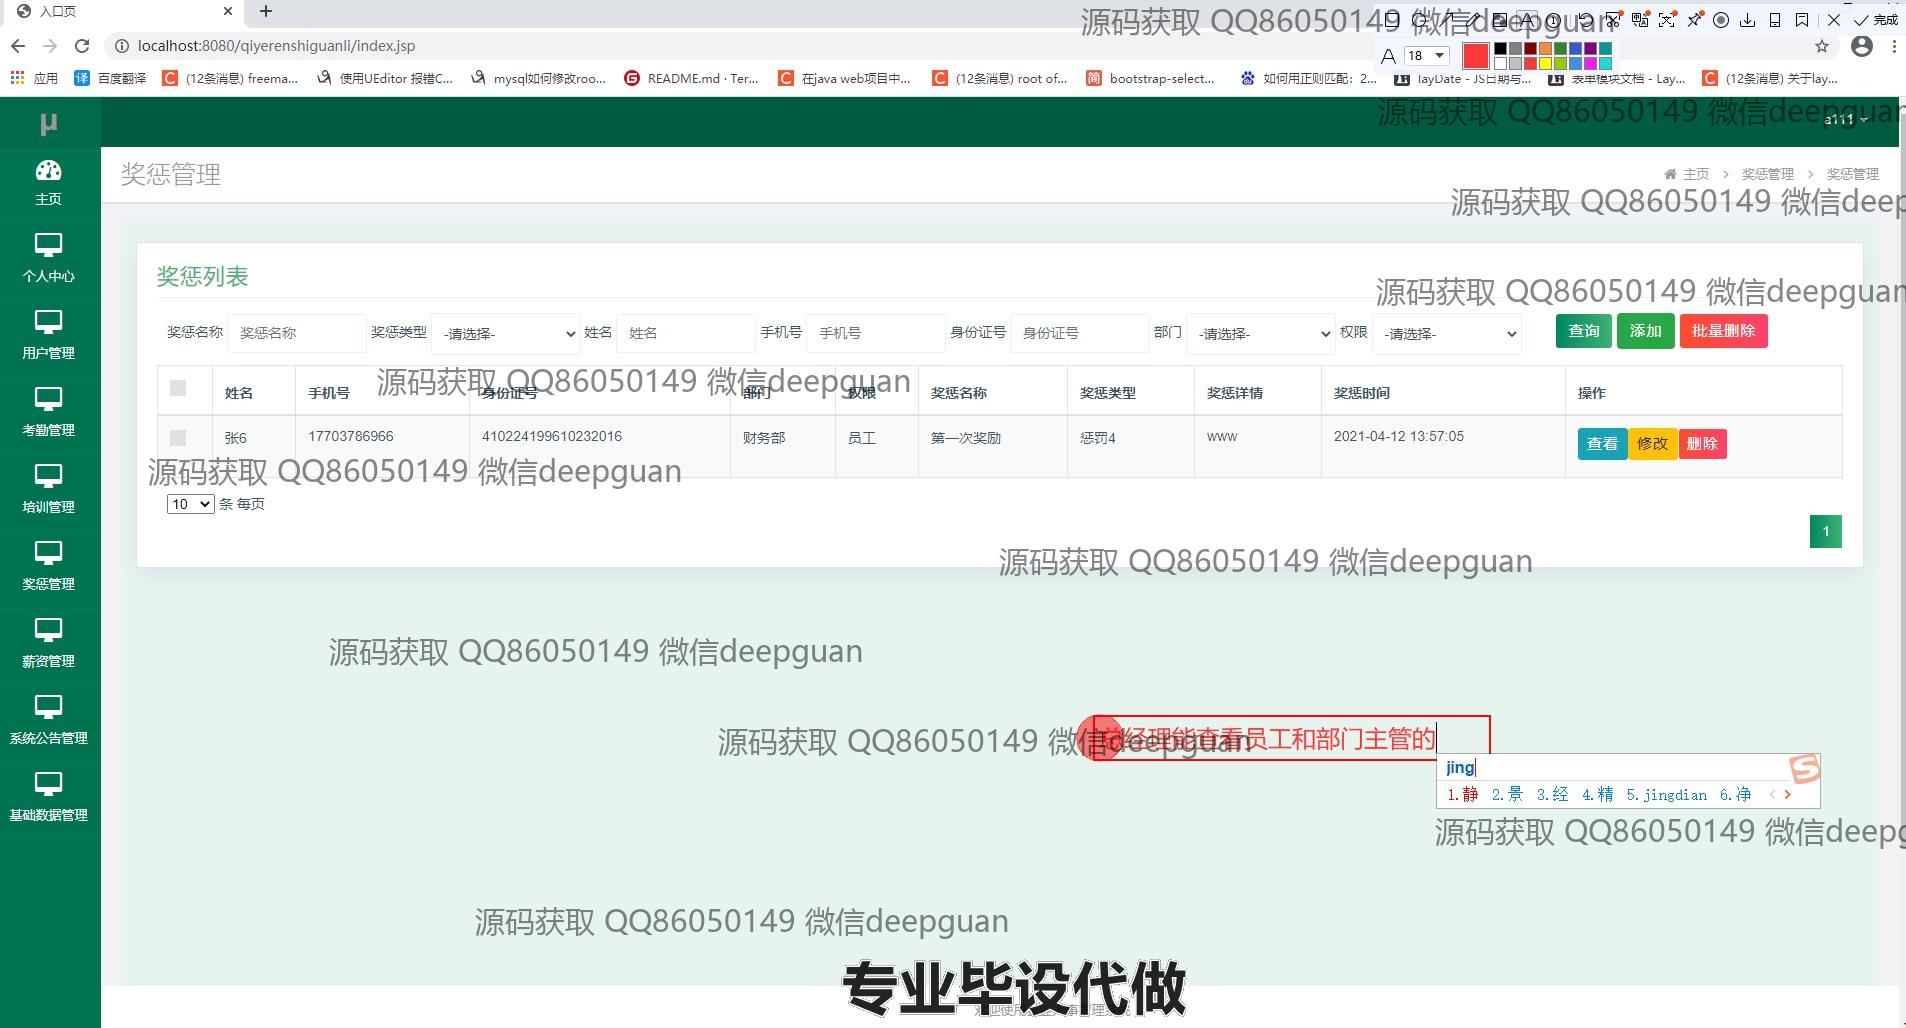 入口页
源码获取 QQ86050149 微信deepguan
完成
localhost:8080/qiyerenshiguanli/index.jsp
18
应用 百度翻译 (12条消息) freema... 使用UEditor 报错C... mysql如何修改roo... README.md · Ter... 在java web项目中... (12条消息) root of... bootstrap-select... 如何用正则匹配：2... layDate - JS日期与... 表单模块文档 - Lay... (12条消息) 关于lay...
μ
源码获取 QQ86050149 微信deepguan
a111
主页
奖惩管理
主页 > 奖惩管理 > 奖惩管理
源码获取 QQ86050149 微信deep
个人中心
奖惩列表
源码获取 QQ86050149 微信deepguan
用户管理
奖惩名称 奖惩名称 奖惩类型 -请选择- 姓名 姓名 手机号 手机号 身份证号 身份证号 部门 -请选择- 权限 -请选择- 查询 添加 批量删除
源码获取 QQ86050149 微信deepguan
姓名 手机号 身份证号 部门 权限 奖惩名称 奖惩类型 奖惩详情 奖惩时间 操作
考勤管理
张6 17703786966 410224199610232016 财务部 员工 第一次奖励 惩罚4 www 2021-04-12 13:57:05 查看 修改 删除
源码获取 QQ86050149 微信deepguan
10 条 每页
培训管理
1
源码获取 QQ86050149 微信deepguan
奖惩管理
源码获取 QQ86050149 微信deepguan
薪资管理
系统公告管理
源码获取 QQ86050149 微信deepguan
总经理能查看员工和部门主管的
jing
1.静 2.景 3.经 4.精 5.jingdian 6.净
基础数据管理
源码获取 QQ86050149 微信deepg
源码获取 QQ86050149 微信deepguan
专业毕设代做